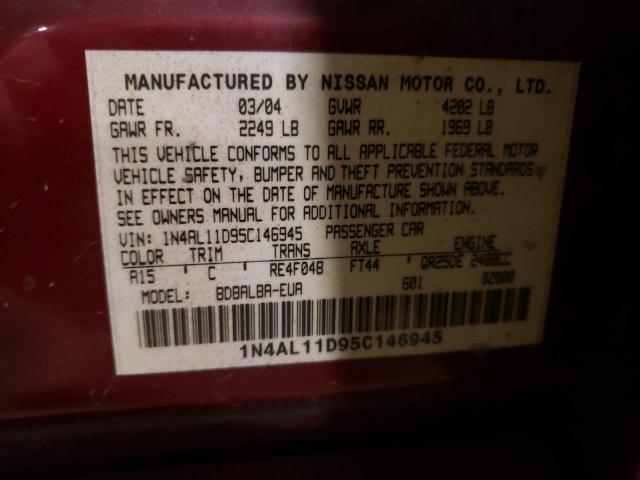 MANUFACTURED BY NISSAN MOTOR CO., LTD.
DATE 03/04 GVWR 4202 LB
GAWR FR. 2249 LB GAWR RR. 1969 LB
THIS VEHICLE CONFORMS TO ALL APPLICABLE FEDERAL MOTOR
VEHICLE SAFETY, BUMPER AND THEFT PREVENTION STANDARDS
IN EFFECT ON THE DATE OF MANUFACTURE SHOWN ABOVE.
SEE OWNERS MANUAL FOR ADDITIONAL INFORMATION.
VIN: 1N4AL11D95C146945 PASSENGER CAR
COLOR TRIM TRANS AXLE ENGINE
A15 C RE4F04B FT44 QR25DE 2488CC
MODEL: BDBALBA-EUA 601 02000
1N4AL11D95C146945